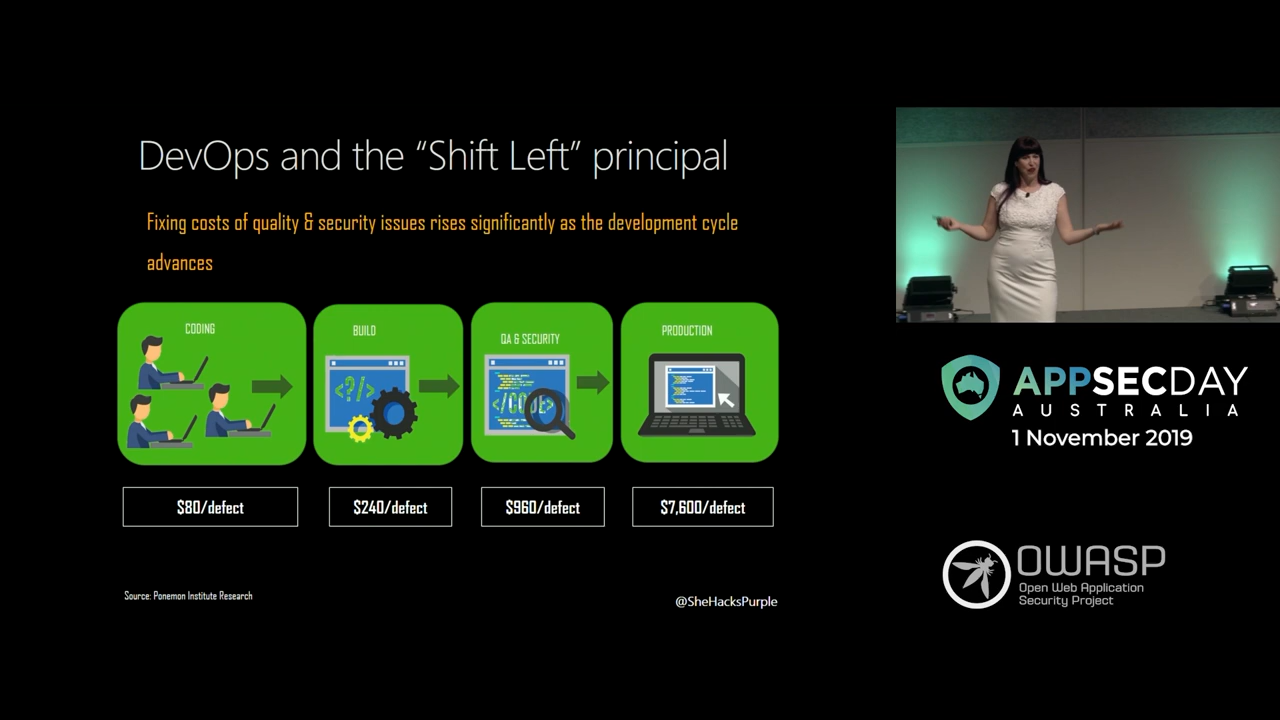 DevOps and the “Shift Left” principal
Fixing costs of quality & security issues rises significantly as the development cycle
advances
CODING
BUILD
QA & SECURITY
PRODUCTION
<?/>
</CODE>
$80/defect
$240/defect
$960/defect
$7,600/defect
Source: Ponemon Institute Research
@SheHacksPurple
APPSECDAY
AUSTRALIA
1 November 2019
OWASP
Open Web Application
Security Project